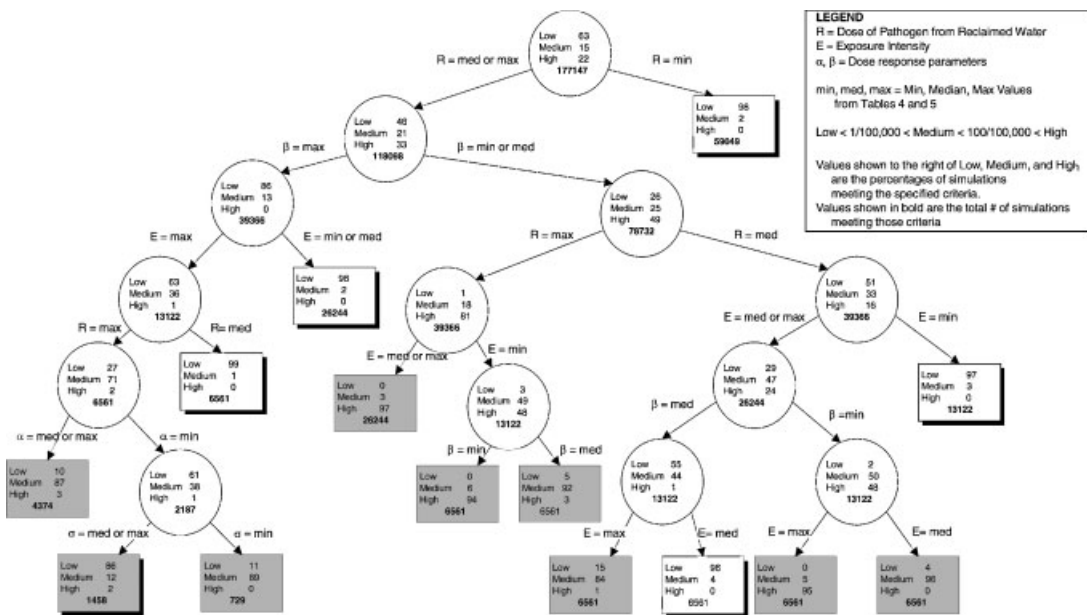 Low 63
Medium 15
High 22
177147
R = med or max
R = min
Low 98
Medium 2
High 0
59049
Low 46
Medium 21
High 33
118098
β = max
β = min or med
Low 86
Medium 13
High 0
39366
Low 26
Medium 25
High 49
78732
E = max
E = min or med
R = max
R = med
Low 63
Medium 36
High 1
13122
Low 98
Medium 2
High 0
26244
Low 1
Medium 18
High 81
39366
Low 51
Medium 33
High 16
39366
R = max
R= med
E = med or max
E = min
E = med or max
E = min
Low 27
Medium 71
High 2
6561
Low 99
Medium 1
High 0
6561
Low 0
Medium 3
High 97
26244
Low 3
Medium 49
High 48
13122
Low 29
Medium 47
High 24
26244
Low 97
Medium 3
High 0
13122
α = med or max
α = min
β = min
β = med
β = med
β =min
Low 10
Medium 87
High 3
4374
Low 61
Medium 38
High 1
2187
Low 0
Medium 6
High 94
6561
Low 5
Medium 92
High 3
6561
Low 55
Medium 44
High 1
13122
Low 2
Medium 50
High 48
13122
σ = med or max
σ = min
E = max
E= med
E = max
E= med
Low 86
Medium 12
High 2
1458
Low 11
Medium 89
High 0
729
Low 15
Medium 84
High 1
6561
Low 96
Medium 4
High 0
6561
Low 0
Medium 5
High 95
6561
Low 4
Medium 96
High 0
6561
LEGEND
R = Dose of Pathogen from Reclaimed Water
E = Exposure Intensity
α, β = Dose response parameters
min, med, max = Min, Median, Max Values
from Tables 4 and 5
Low < 1/100,000 < Medium < 100/100,000 < High
Values shown to the right of Low, Medium, and High,
are the percentages of simulations
meeting the specified criteria.
Values shown in bold are the total # of simulations
meeting those criteria